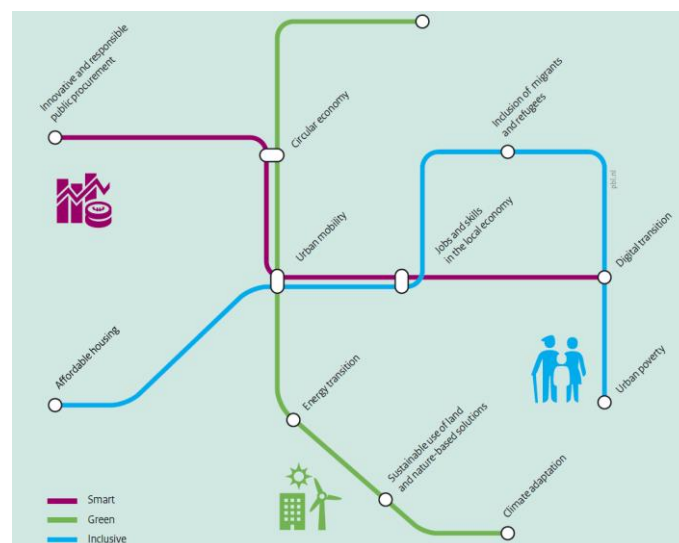 Innovative and responsible
public procurement
Circular economy
Inclusion of migrants
and refugees
pbl.nl
Urban mobility
Jobs and skills
in the local economy
Digital transition
Affordable housing
Energy transition
Urban poverty
Sustainable use of land
and nature-based solutions
Climate adaptation
Smart
Green
Inclusive